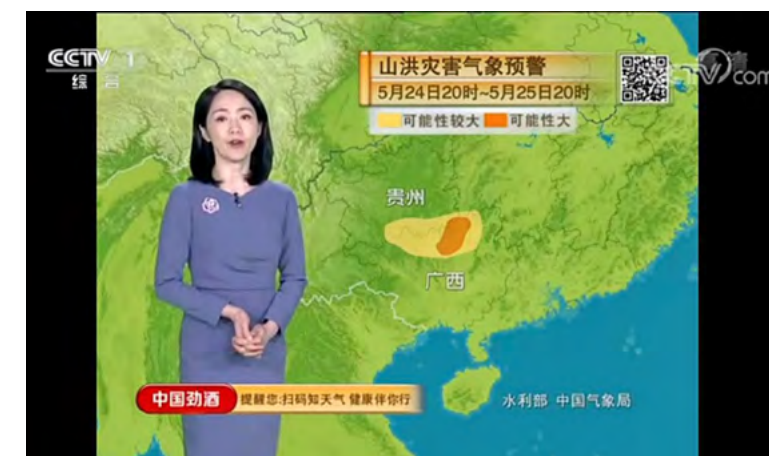 CCTV 1
综 合
山洪灾害气象预警
5月24日20时~5月25日20时
可能性较大 可能性大
贵州
广西
中国劲酒 提醒您:扫码知天气 健康伴你行
水利部 中国气象局